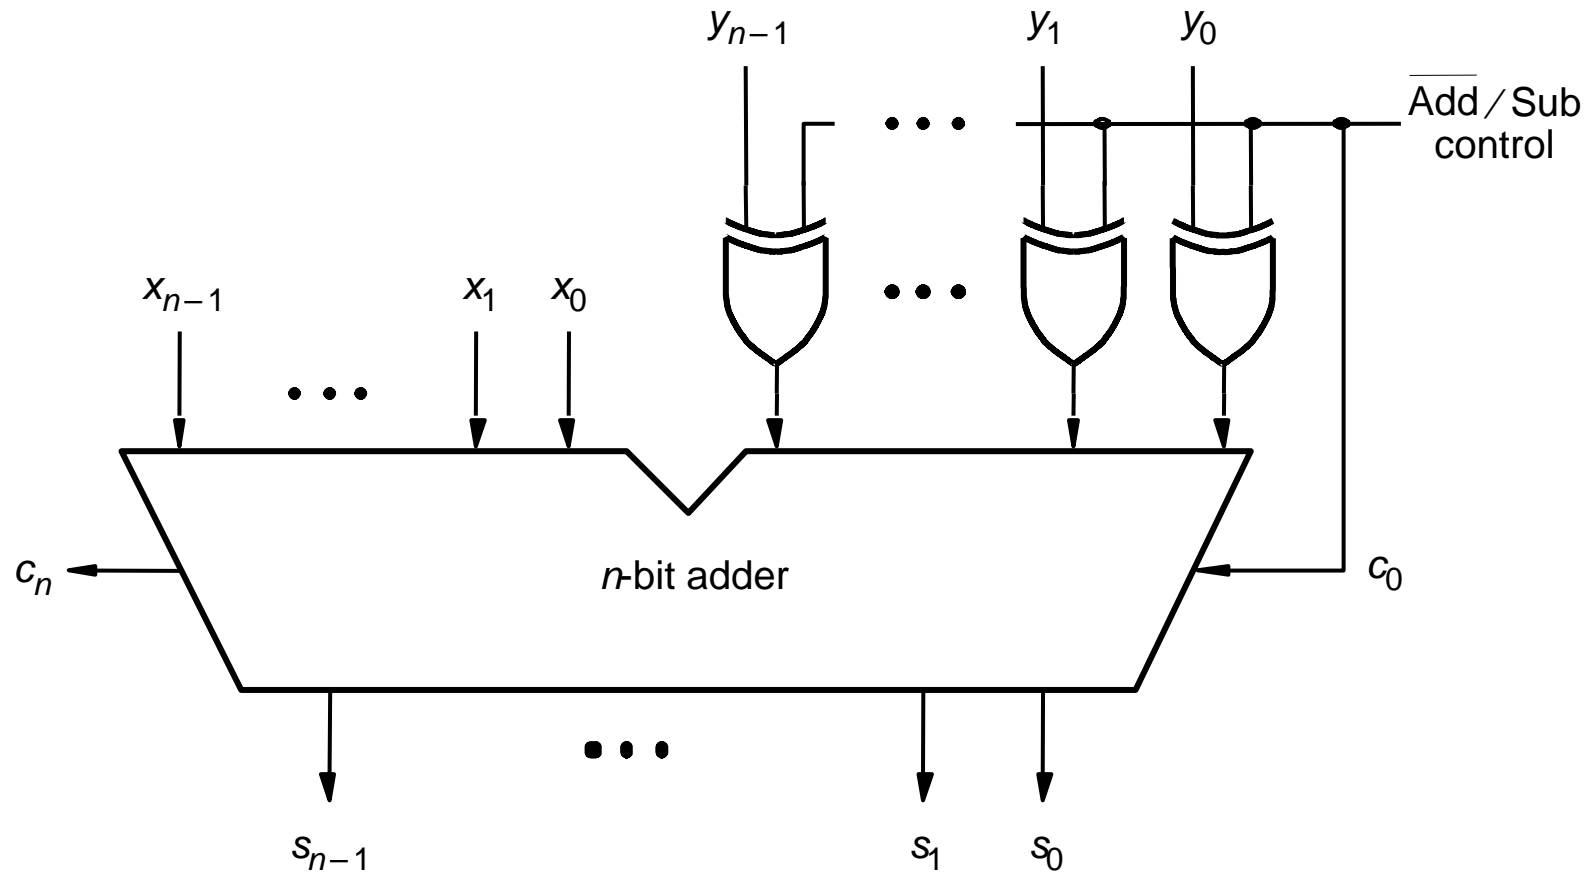 yn−1 y1 y0
Add / Sub
control
xn−1 x1 x0
n-bit adder
cn
c0
sn−1 s1 s0